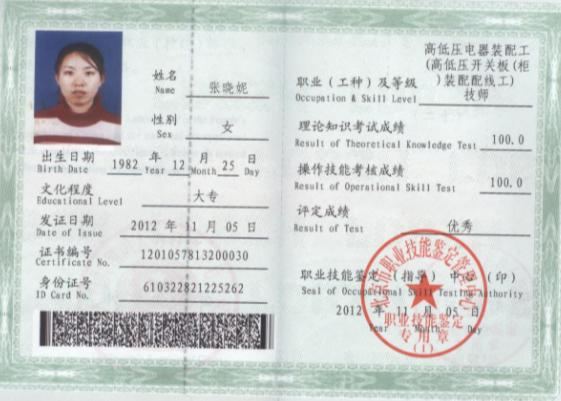 姓名 张晓妮
Name
性别 女
Sex
出生日期 1982 年 12 月 25 日
Birth Date Year Month Day
文化程度 大专
Educational Level
发证日期 2012 年 11 月 05 日
Date of Issue
证书编号 1201057813200030
Certificate No.
身份证号 610322821225262
ID Card No.
高低压电器装配工
(高低压开关板(柜
职业（工种）及等级 )装配配线工)
Occupation & Skill Level 技师
理论知识考试成绩 100.0
Result of Theoretical Knowledge Test
操作技能考核成绩 100.0
Result of Operational Skill Test
评定成绩 优秀
Result of Test
职业技能鉴定（指导）中心（印）
Seal of Occupational Skill Testing Authority
2012 年 11 月 05 日
Year Month Day
职业技能鉴定
专用章
(1)